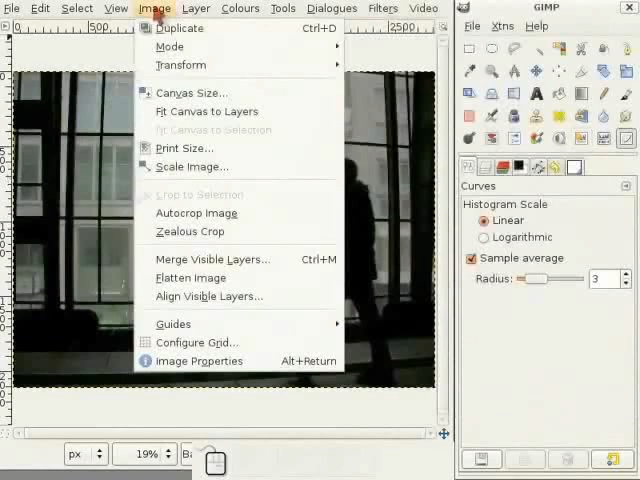 File Edit Select View Image Layer Colours Tools Dialogues Filters Video
GIMP
0 500 2500
Duplicate Ctrl+D
Mode
Transform
Canvas Size...
Fit Canvas to Layers
Fit Canvas to Selection
Print Size...
Scale Image...
Crop to Selection
Autocrop Image
Zealous Crop
Merge Visible Layers... Ctrl+M
Flatten Image
Align Visible Layers...
Guides
Configure Grid...
Image Properties Alt+Return
px 19% Ba
File Xtns Help
Curves
Histogram Scale
Linear
Logarithmic
Sample average
Radius: 3